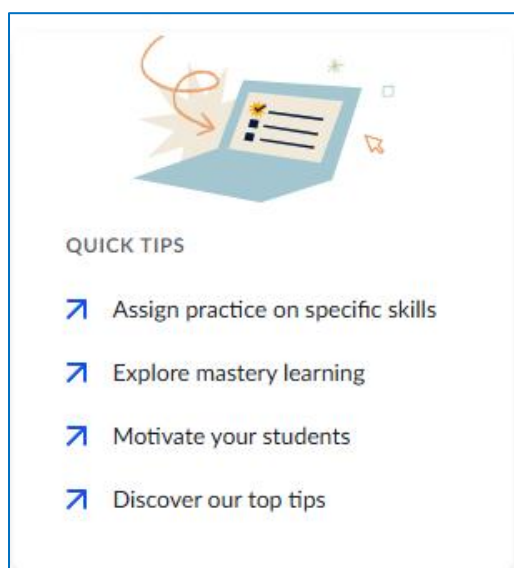 QUICK TIPS
Assign practice on specific skills
Explore mastery learning
Motivate your students
Discover our top tips